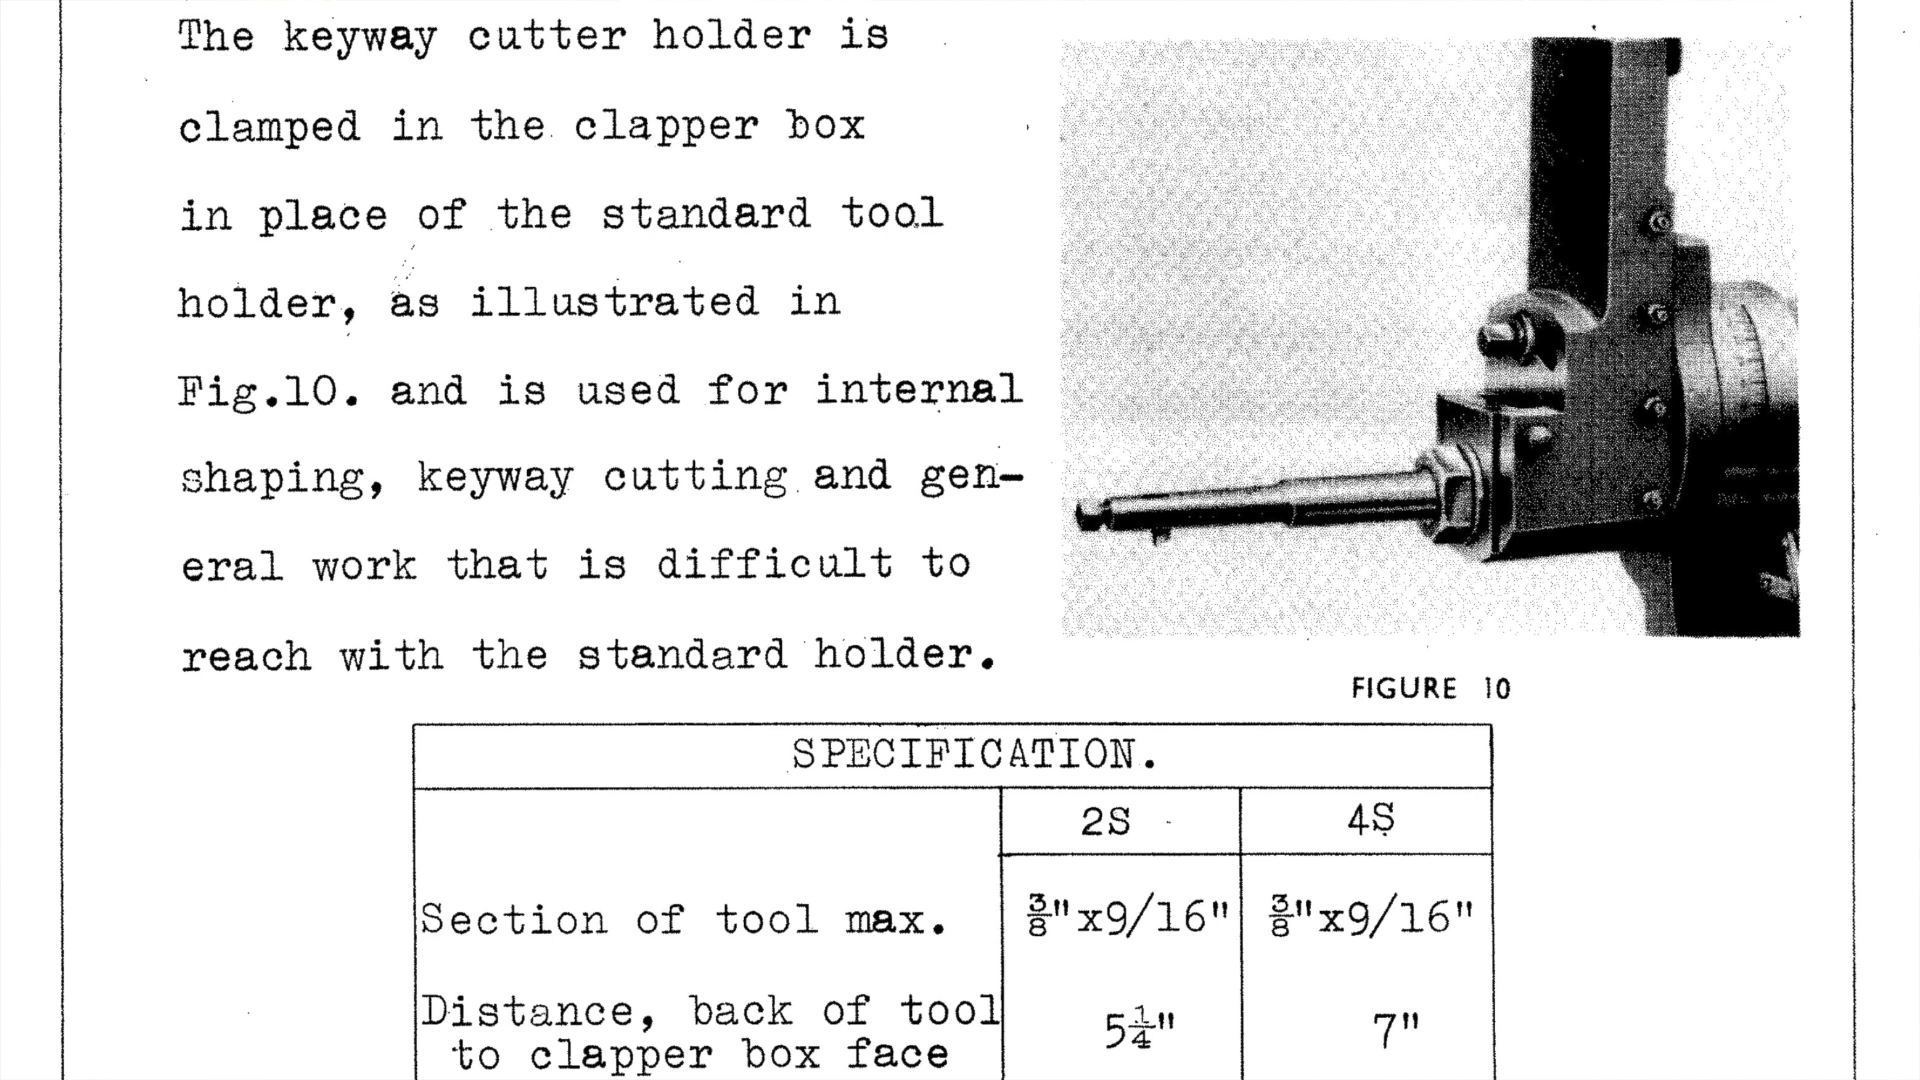 The keyway cutter holder is
clamped in the clapper box
in place of the standard tool
holder, as illustrated in
Fig.10. and is used for internal
shaping, keyway cutting and gen-
eral work that is difficult to
reach with the standard holder.
FIGURE 10
SPECIFICATION.
2S 4S
Section of tool max. 3/8"x9/16" 3/8"x9/16"
Distance, back of tool
to clapper box face 5 1/4" 7"